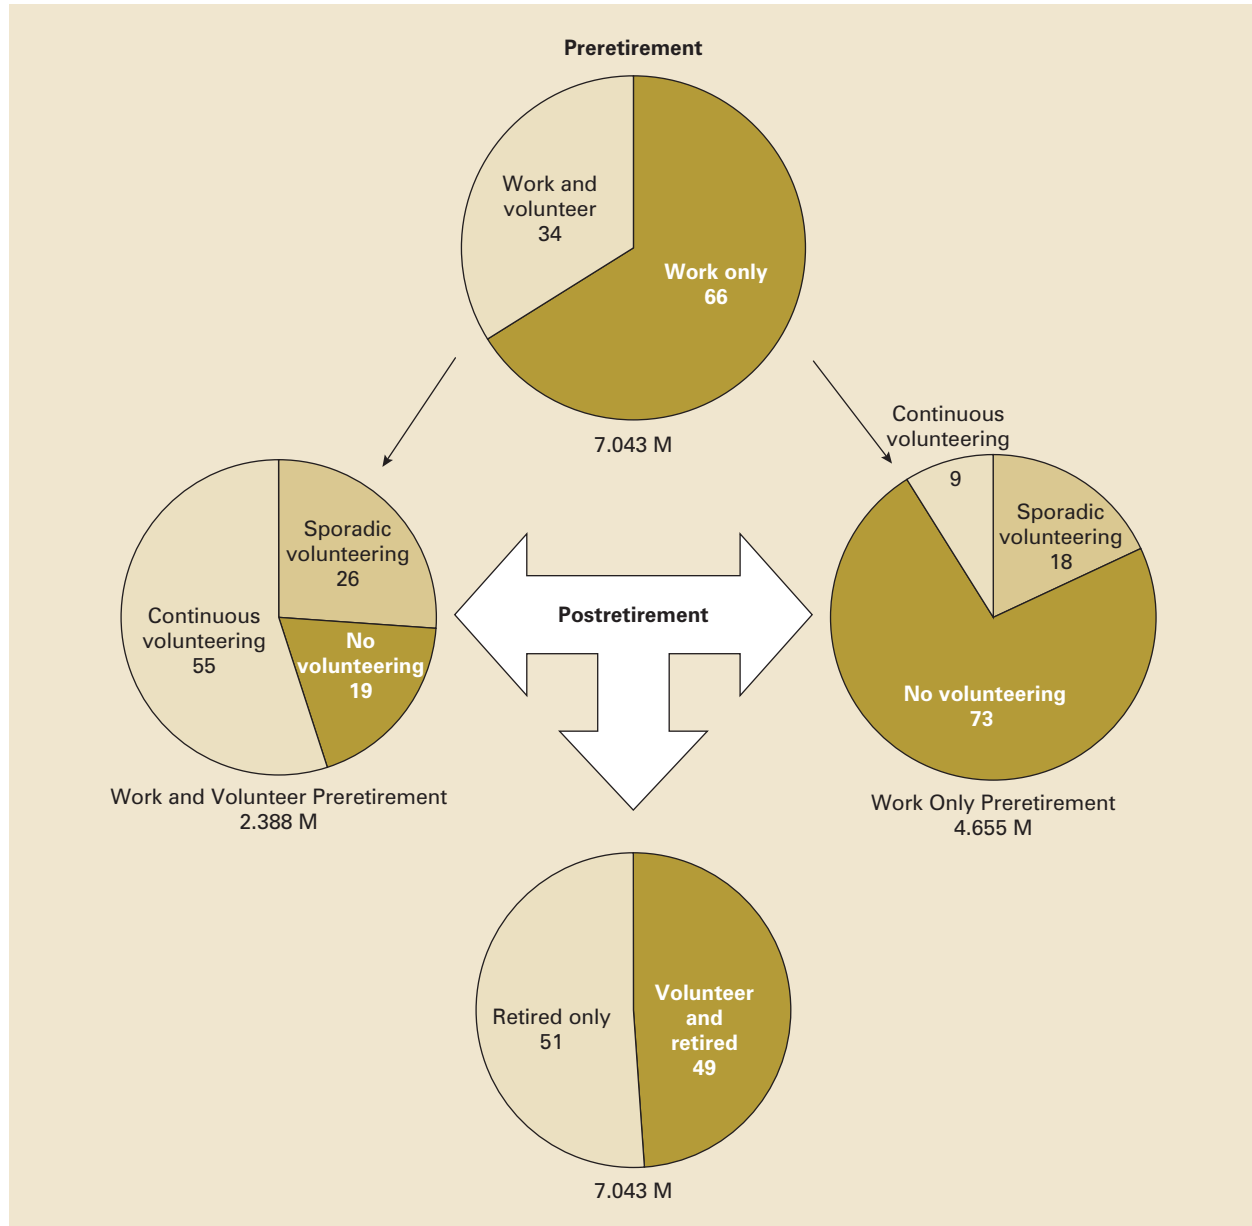 Preretirement
Work and
volunteer
34
Work only
66
7.043 M
Continuous
volunteering
9
Sporadic
volunteering
18
No volunteering
73
Work Only Preretirement
4.655 M
Sporadic
volunteering
26
Continuous
volunteering
55
No
volunteering
19
Work and Volunteer Preretirement
2.388 M
Postretirement
Retired only
51
Volunteer
and
retired
49
7.043 M